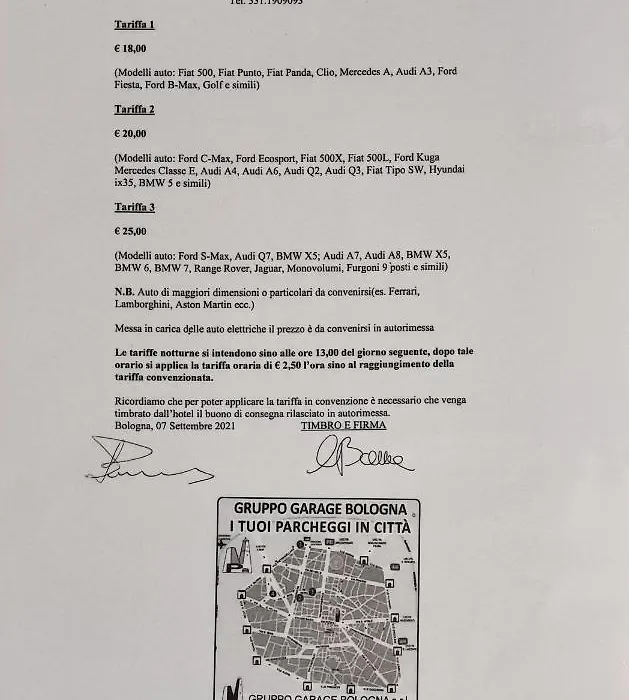 Tel. 331.1909093
Tariffa 1
€ 18,00
(Modelli auto: Fiat 500, Fiat Punto, Fiat Panda, Clio, Mercedes A, Audi A3, Ford
Fiesta, Ford B-Max, Golf e simili)
Tariffa 2
€ 20,00
(Modelli auto: Ford C-Max, Ford Ecosport, Fiat 500X, Fiat 500L, Ford Kuga
Mercedes Classe E, Audi A4, Audi A6, Audi Q2, Audi Q3, Fiat Tipo SW, Hyundai
ix35, BMW 5 e simili)
Tariffa 3
€ 25,00
(Modelli auto: Ford S-Max, Audi Q7, BMW X5; Audi A7, Audi A8, BMW X5,
BMW 6, BMW 7, Range Rover, Jaguar, Monovolumi, Furgoni 9 posti e simili)
N.B. Auto di maggiori dimensioni o particolari da convenirsi(es. Ferrari,
Lamborghini, Aston Martin ecc.)
Messa in carica delle auto elettriche il prezzo è da convenirsi in autorimessa
Le tariffe notturne si intendono sino alle ore 13,00 del giorno seguente, dopo tale
orario si applica la tariffa oraria di € 2,50 l'ora sino al raggiungimento della
tariffa convenzionata.
Ricordiamo che per poter applicare la tariffa in convenzione è necessario che venga
timbrato dall'hotel il buono di consegna rilasciato in autorimessa.
Bologna, 07 Settembre 2021 TIMBRO E FIRMA
GRUPPO GARAGE BOLOGNA
I TUOI PARCHEGGI IN CITTÀ
GRUPPO GARAGE BOLOGNA